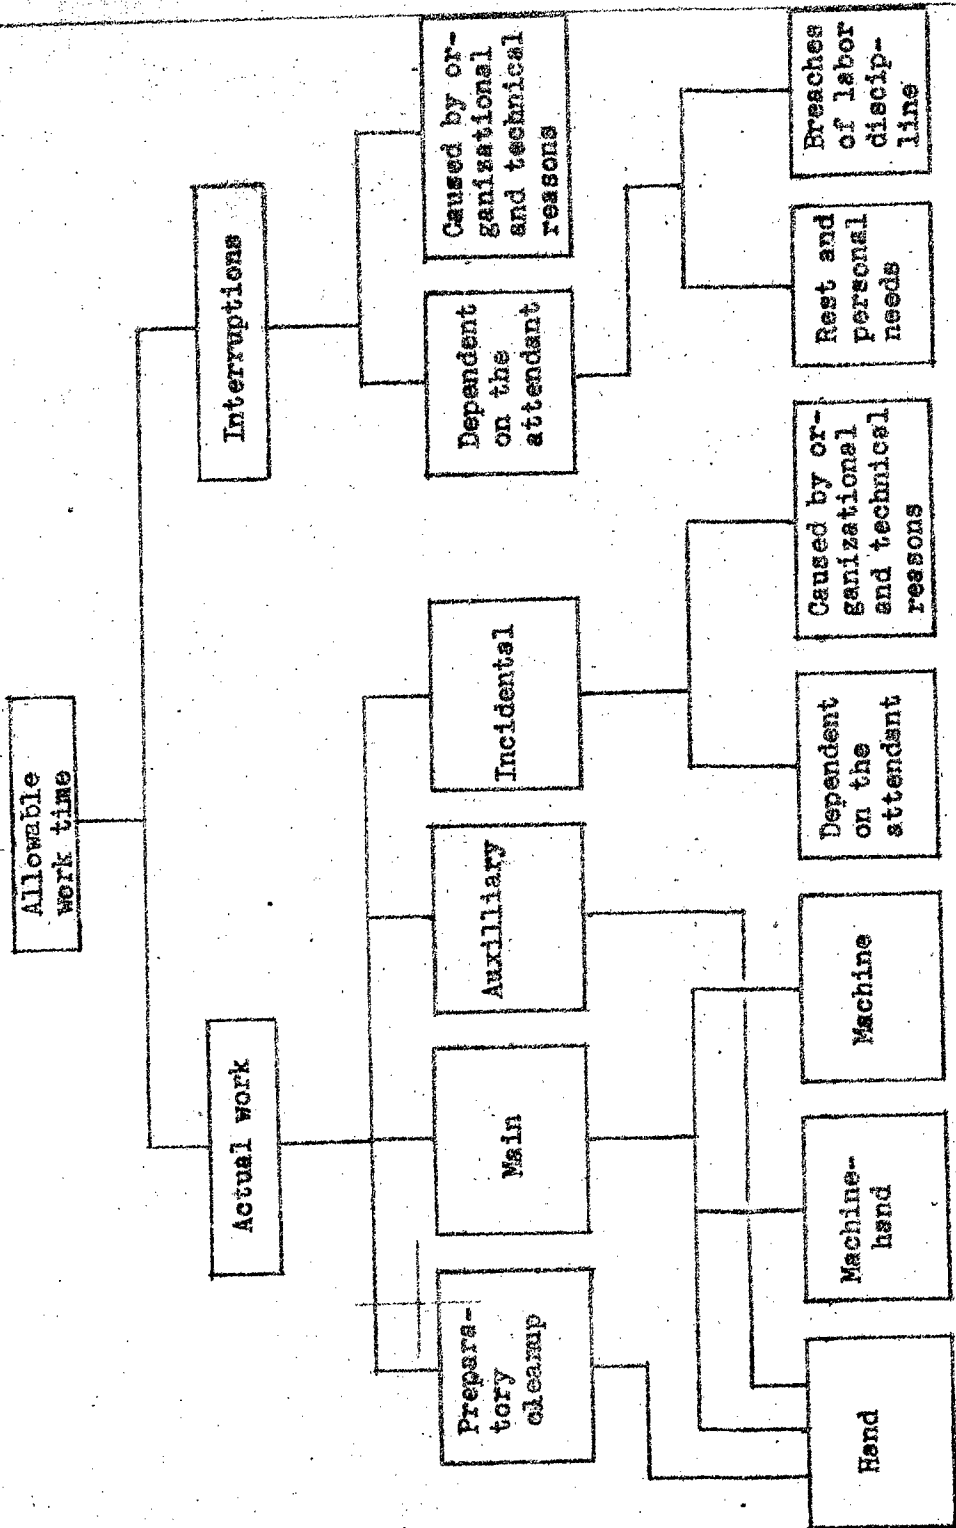 Allowable
work time
Actual work
Interruptions
Prepara-
tory
cleanup
Main
Auxilliary
Incidental
Dependent
on the
attendant
Caused by or-
ganizational
and technical
reasons
Hand
Machine-
hand
Machine
Dependent
on the
attendant
Caused by or-
ganizational
and technical
reasons
Rest and
personal
needs
Breaches
of labor
discip-
line